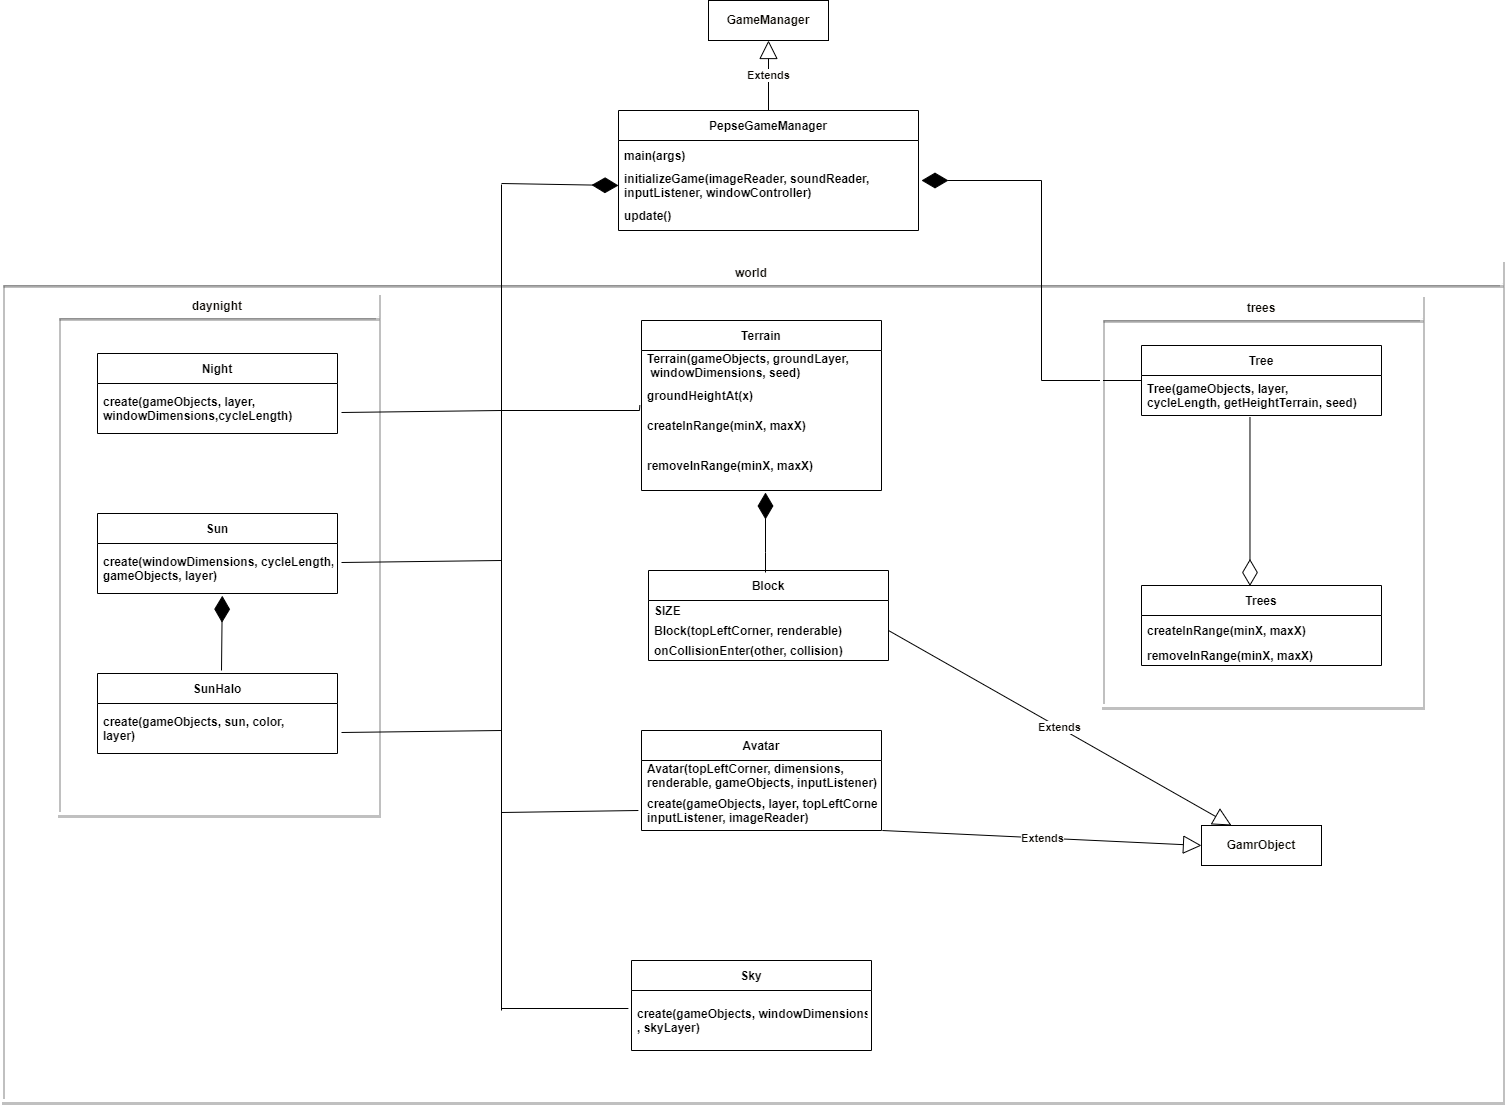 GameManager
Extends
PepseGameManager
main(args)
initializeGame(imageReader, soundReader,
inputListener, windowController)
update()
world
daynight
Night
create(gameObjects, layer,
windowDimensions,cycleLength)
Sun
create(windowDimensions, cycleLength,
gameObjects, layer)
SunHalo
create(gameObjects, sun, color,
layer)
Terrain
Terrain(gameObjects, groundLayer,
windowDimensions, seed)
groundHeightAt(x)
createInRange(minX, maxX)
removeInRange(minX, maxX)
Block
SIZE
Block(topLeftCorner, renderable)
onCollisionEnter(other, collision)
Extends
Avatar
Avatar(topLeftCorner, dimensions,
renderable, gameObjects, inputListener)
create(gameObjects, layer, topLeftCorne
inputListener, imageReader)
Extends
GamrObject
Sky
create(gameObjects, windowDimensions
, skyLayer)
trees
Tree
Tree(gameObjects, layer,
cycleLength, getHeightTerrain, seed)
Trees
createInRange(minX, maxX)
removeInRange(minX, maxX)